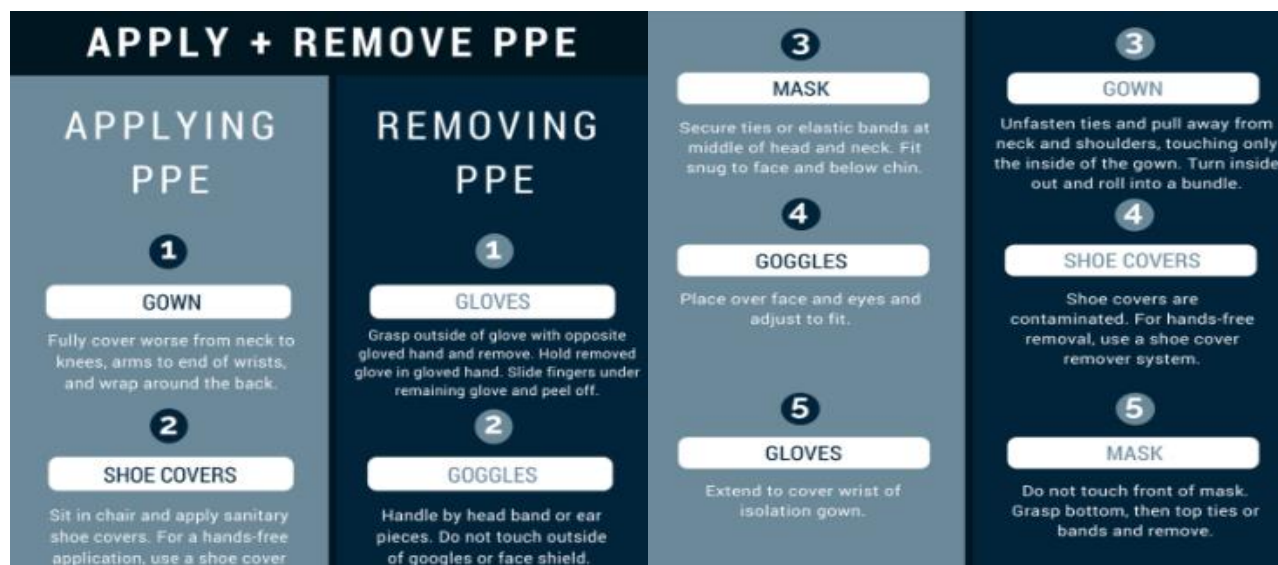 APPLY + REMOVE PPE
APPLYING
PPE
1
GOWN
Fully cover worse from neck to
knees, arms to end of wrists,
and wrap around the back.
2
SHOE COVERS
Sit in chair and apply sanitary
shoe covers. For a hands-free
application, use a shoe cover
REMOVING
PPE
1
GLOVES
Grasp outside of glove with opposite
gloved hand and remove. Hold removed
glove in gloved hand. Slide fingers under
remaining glove and peel off.
2
GOGGLES
Handle by head band or ear
pieces. Do not touch outside
of googles or face shield.
3
MASK
Secure ties or elastic bands at
middle of head and neck. Fit
snug to face and below chin.
4
GOGGLES
Place over face and eyes and
adjust to fit.
5
GLOVES
Extend to cover wrist of
isolation gown.
3
GOWN
Unfasten ties and pull away from
neck and shoulders, touching only
the inside of the gown. Turn inside
out and roll into a bundle.
4
SHOE COVERS
Shoe covers are
contaminated. For hands-free
removal, use a shoe cover
remover system.
5
MASK
Do not touch front of mask.
Grasp bottom, then top ties or
bands and remove.